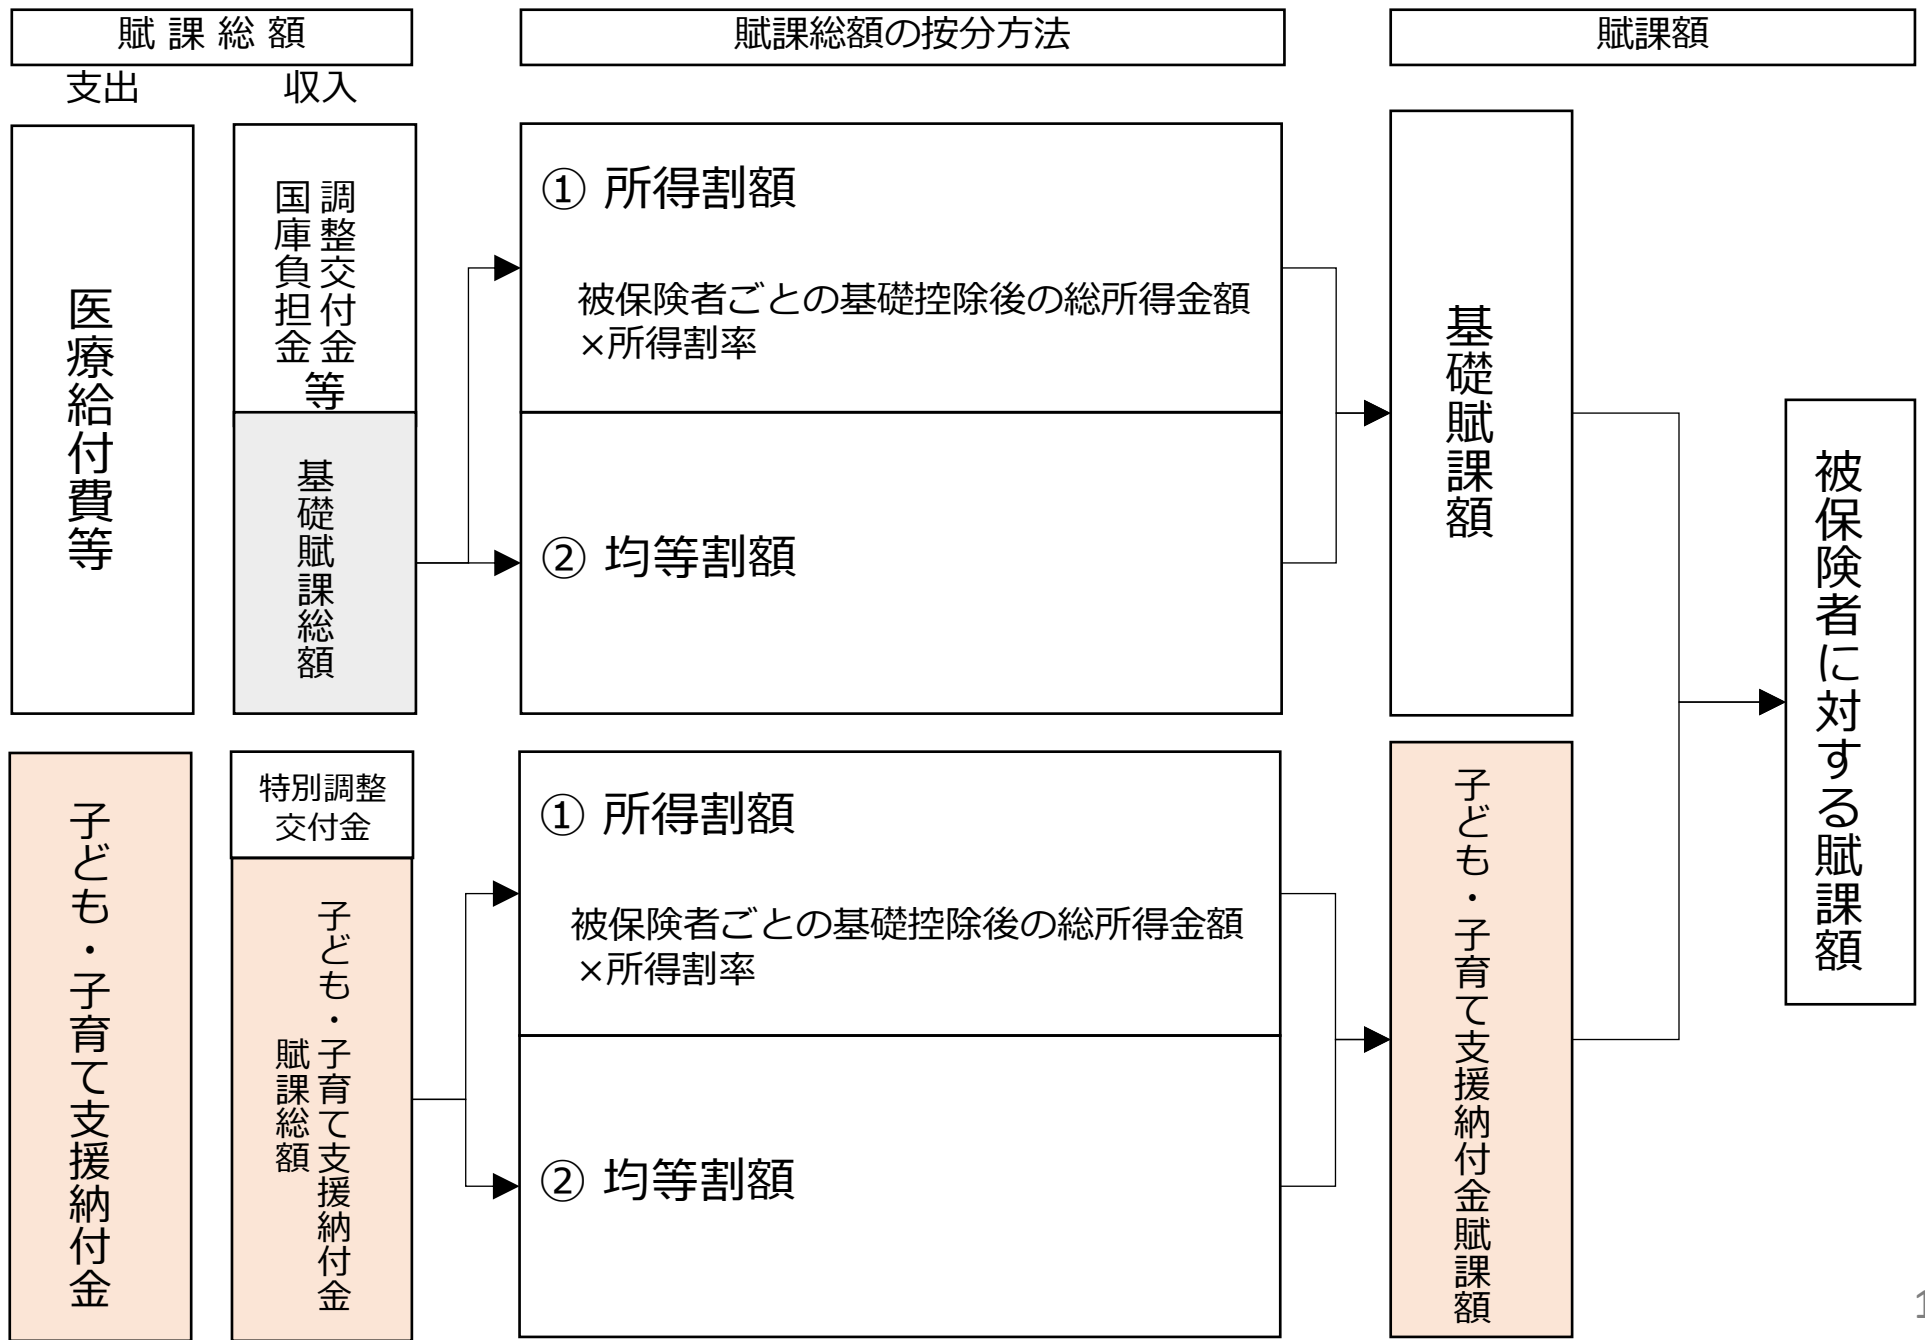 賦 課 総 額
賦課総額の按分方法
賦課額
支出
収入
医療給付費等
調整交付金
国庫負担金
等
基礎賦課総額
① 所得割額
被保険者ごとの基礎控除後の総所得金額
×所得割率
② 均等割額
基礎賦課額
被保険者に対する賦課額
子ども・子育て支援納付金
特別調整
交付金
子ども・子育て支援納付金
賦課総額
① 所得割額
被保険者ごとの基礎控除後の総所得金額
×所得割率
② 均等割額
子ども・子育て支援納付金賦課額
1